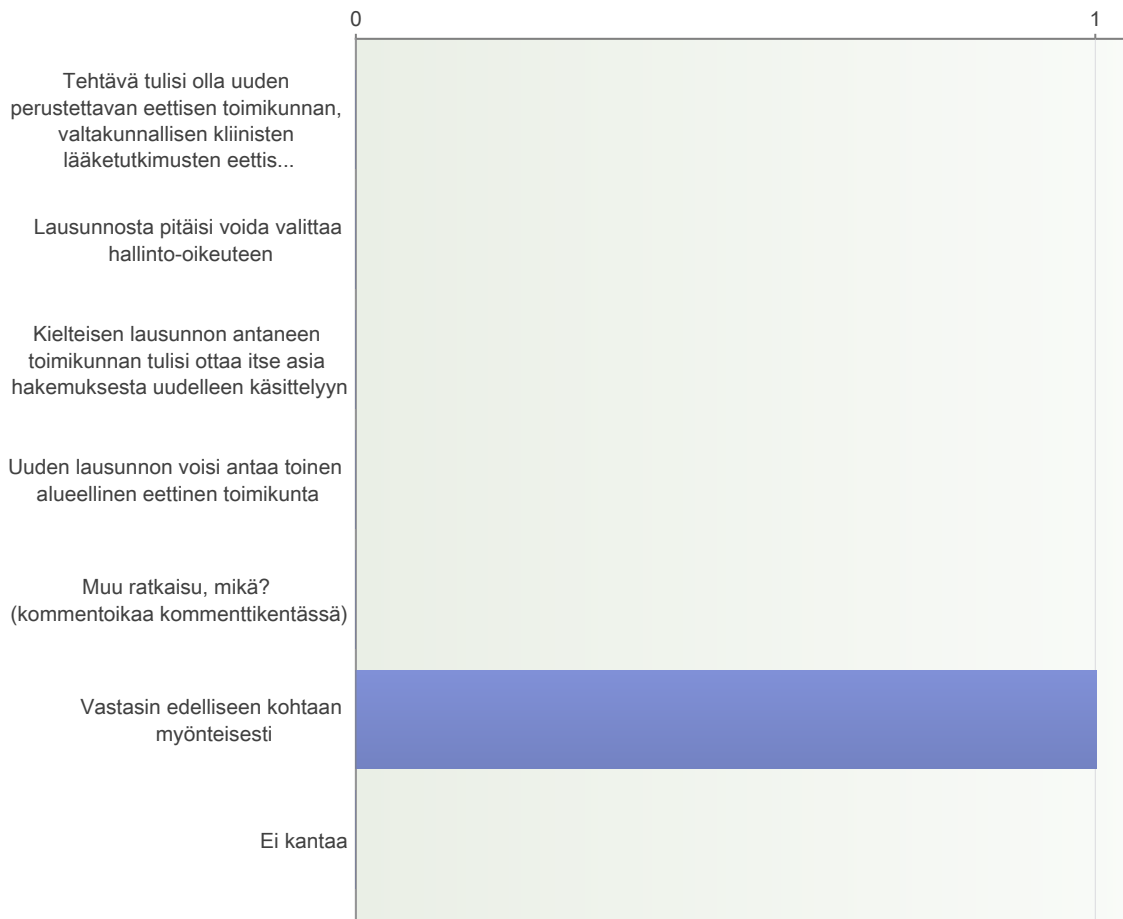 0
1
Tehtävä tulisi olla uuden
perustettavan eettisen toimikunnan,
valtakunnallisen kliinisten
lääketutkimusten eettis...
Lausunnosta pitäisi voida valittaa
hallinto-oikeuteen
Kielteisen lausunnon antaneen
toimikunnan tulisi ottaa itse asia
hakemuksesta uudelleen käsittelyyn
Uuden lausunnon voisi antaa toinen
alueellinen eettinen toimikunta
Muu ratkaisu, mikä?
(kommentoikaa kommenttikentässä)
Vastasin edelliseen kohtaan
myönteisesti
Ei kantaa